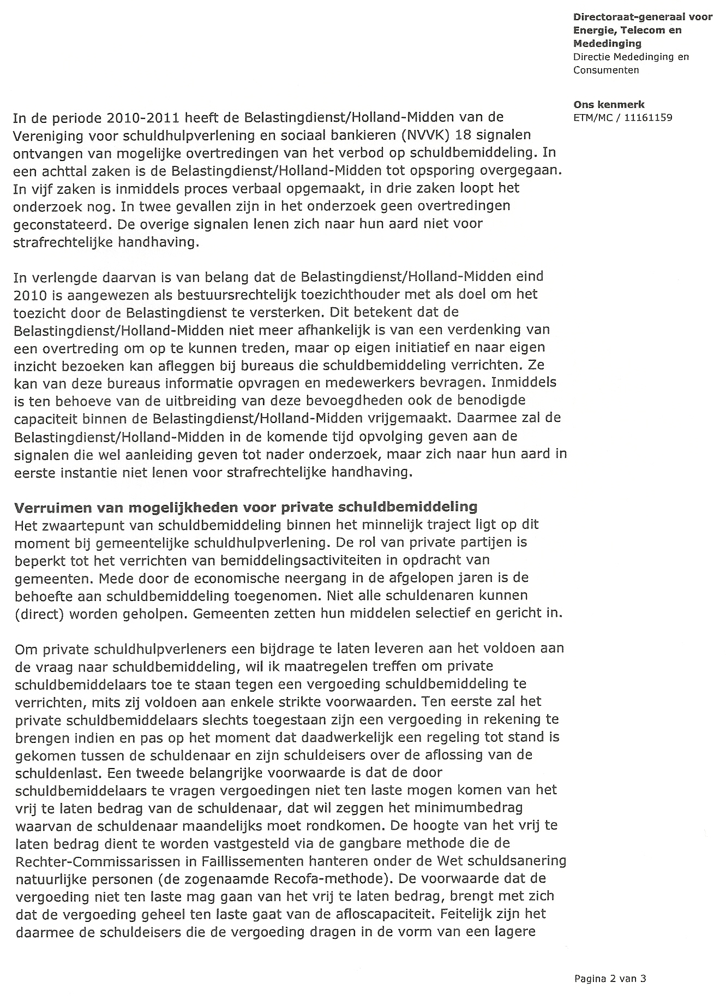 Directoraat-generaal voor
Energie, Telecom en
Mededinging
Directie Mededinging en
Consumenten
Ons kenmerk
ETM/MC / 11161159
In de periode 2010-2011 heeft de Belastingdienst/Holland-Midden van de
Vereniging voor schuldhulpverlening en sociaal bankieren (NVVK) 18 signalen
ontvangen van mogelijke overtredingen van het verbod op schuldbemiddeling. In
een achttal zaken is de Belastingdienst/Holland-Midden tot opsporing overgegaan.
In vijf zaken is inmiddels proces verbaal opgemaakt, in drie zaken loopt het
onderzoek nog. In twee gevallen zijn in het onderzoek geen overtredingen
geconstateerd. De overige signalen lenen zich naar hun aard niet voor
strafrechtelijke handhaving.
In verlengde daarvan is van belang dat de Belastingdienst/Holland-Midden eind
2010 is aangewezen als bestuursrechtelijk toezichthouder met als doel om het
toezicht door de Belastingdienst te versterken. Dit betekent dat de
Belastingdienst/Holland-Midden niet meer afhankelijk is van een verdenking van
een overtreding om op te kunnen treden, maar op eigen initiatief en naar eigen
inzicht bezoeken kan afleggen bij bureaus die schuldbemiddeling verrichten. Ze
kan van deze bureaus informatie opvragen en medewerkers bevragen. Inmiddels
is ten behoeve van de uitbreiding van deze bevoegdheden ook de benodigde
capaciteit binnen de Belastingdienst/Holland-Midden vrijgemaakt. Daarmee zal de
Belastingdienst/Holland-Midden in de komende tijd opvolging geven aan de
signalen die wel aanleiding geven tot nader onderzoek, maar zich naar hun aard in
eerste instantie niet lenen voor strafrechtelijke handhaving.
Verruimen van mogelijkheden voor private schuldbemiddeling
Het zwaartepunt van schuldbemiddeling binnen het minnelijk traject ligt op dit
moment bij gemeentelijke schuldhulpverlening. De rol van private partijen is
beperkt tot het verrichten van bemiddelingsactiviteiten in opdracht van
gemeenten. Mede door de economische neergang in de afgelopen jaren is de
behoefte aan schuldbemiddeling toegenomen. Niet alle schuldenaren kunnen
(direct) worden geholpen. Gemeenten zetten hun middelen selectief en gericht in.
Om private schuldhulpverleners een bijdrage te laten leveren aan het voldoen aan
de vraag naar schuldbemiddeling, wil ik maatregelen treffen om private
schuldbemiddelaars toe te staan tegen een vergoeding schuldbemiddeling te
verrichten, mits zij voldoen aan enkele strikte voorwaarden. Ten eerste zal het
private schuldbemiddelaars slechts toegestaan zijn een vergoeding in rekening te
brengen indien en pas op het moment dat daadwerkelijk een regeling tot stand is
gekomen tussen de schuldenaar en zijn schuldeisers over de aflossing van de
schuldenlast. Een tweede belangrijke voorwaarde is dat de door
schuldbemiddelaars te vragen vergoedingen niet ten laste mogen komen van het
vrij te laten bedrag van de schuldenaar, dat wil zeggen het minimumbedrag
waarvan de schuldenaar maandelijks moet rondkomen. De hoogte van het vrij te
laten bedrag dient te worden vastgesteld via de gangbare methode die de
Rechter-Commissarissen in Faillissementen hanteren onder de Wet schuldsanering
natuurlijke personen (de zogenaamde Recofa-methode). De voorwaarde dat de
vergoeding niet ten laste mag gaan van het vrij te laten bedrag, brengt met zich
dat de vergoeding geheel ten laste gaat van de afloscapaciteit. Feitelijk zijn het
daarmee de schuldeisers die de vergoeding dragen in de vorm van een lagere
Pagina 2 van 3